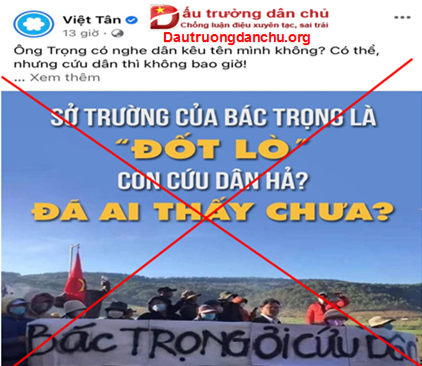 Việt Tân
13 giờ ·
Đấu trường dân chủ
Chống luận điệu xuyên tạc, sai trái
Dautruongdanchu.org
Ông Trọng có nghe dân kêu tên mình không? Có thể,
nhưng cứu dân thì không bao giờ!
... Xem thêm
SỞ TRƯỜNG CỦA BÁC TRỌNG LÀ
“ĐỐT LÒ”
CÒN CỨU DÂN HẢ?
ĐÃ AI THẤY CHƯA?
BÁC TRỌNG ƠI CỨU DÂN